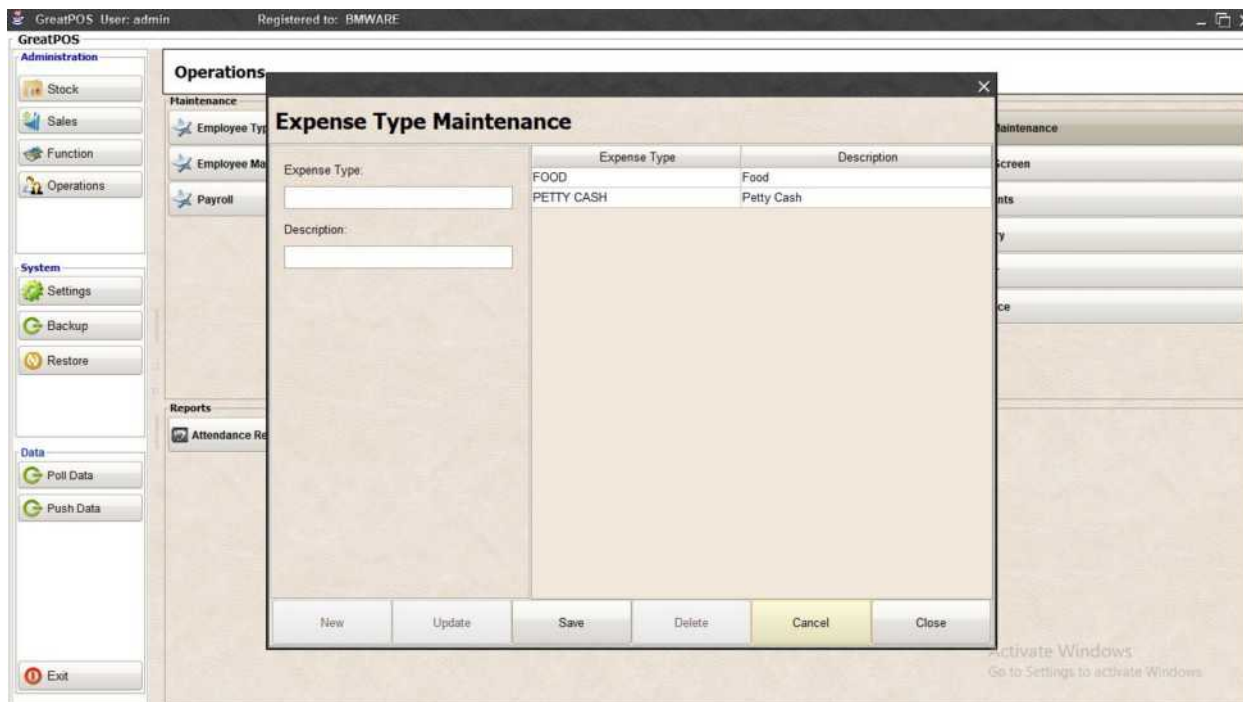 GreatPOS User: admin Registered to: BMWARE
GreatPOS
Administration
Stock
Sales
Function
Operations
System
Settings
Backup
Restore
Data
Poll Data
Push Data
Exit
Operations
Maintenance
Employee Typ
Employee Ma
Payroll
Reports
Attendance Re
Expense Type Maintenance
Expense Type:
Description:
Expense Type Description
FOOD Food
PETTY CASH Petty Cash
New Update Save Delete Cancel Close
Maintenance
Screen
nts
y
ce
Activate Windows
Go to Settings to activate Windows.